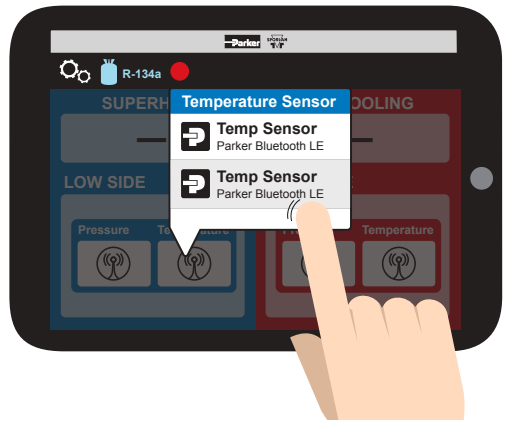 Parker SPORLAN
R-134a
SUPERH
OOLING
Temperature Sensor
Temp Sensor
Parker Bluetooth LE
Temp Sensor
Parker Bluetooth LE
LOW SIDE
E
Pressure
Te ature
P
Temperature